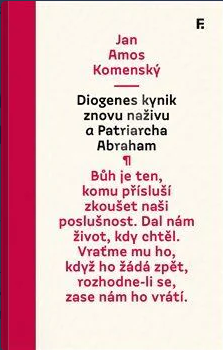 F.
Jan
Amos
Komenský
Diogenes kynik
znovu naživu
a Patriarcha
Abraham
¶
Bůh je ten,
komu přísluší
zkoušet naši
poslušnost. Dal nám
život, kdy chtěl.
Vraťme mu ho,
když ho žádá zpět,
rozhodne-li se,
zase nám ho vrátí.